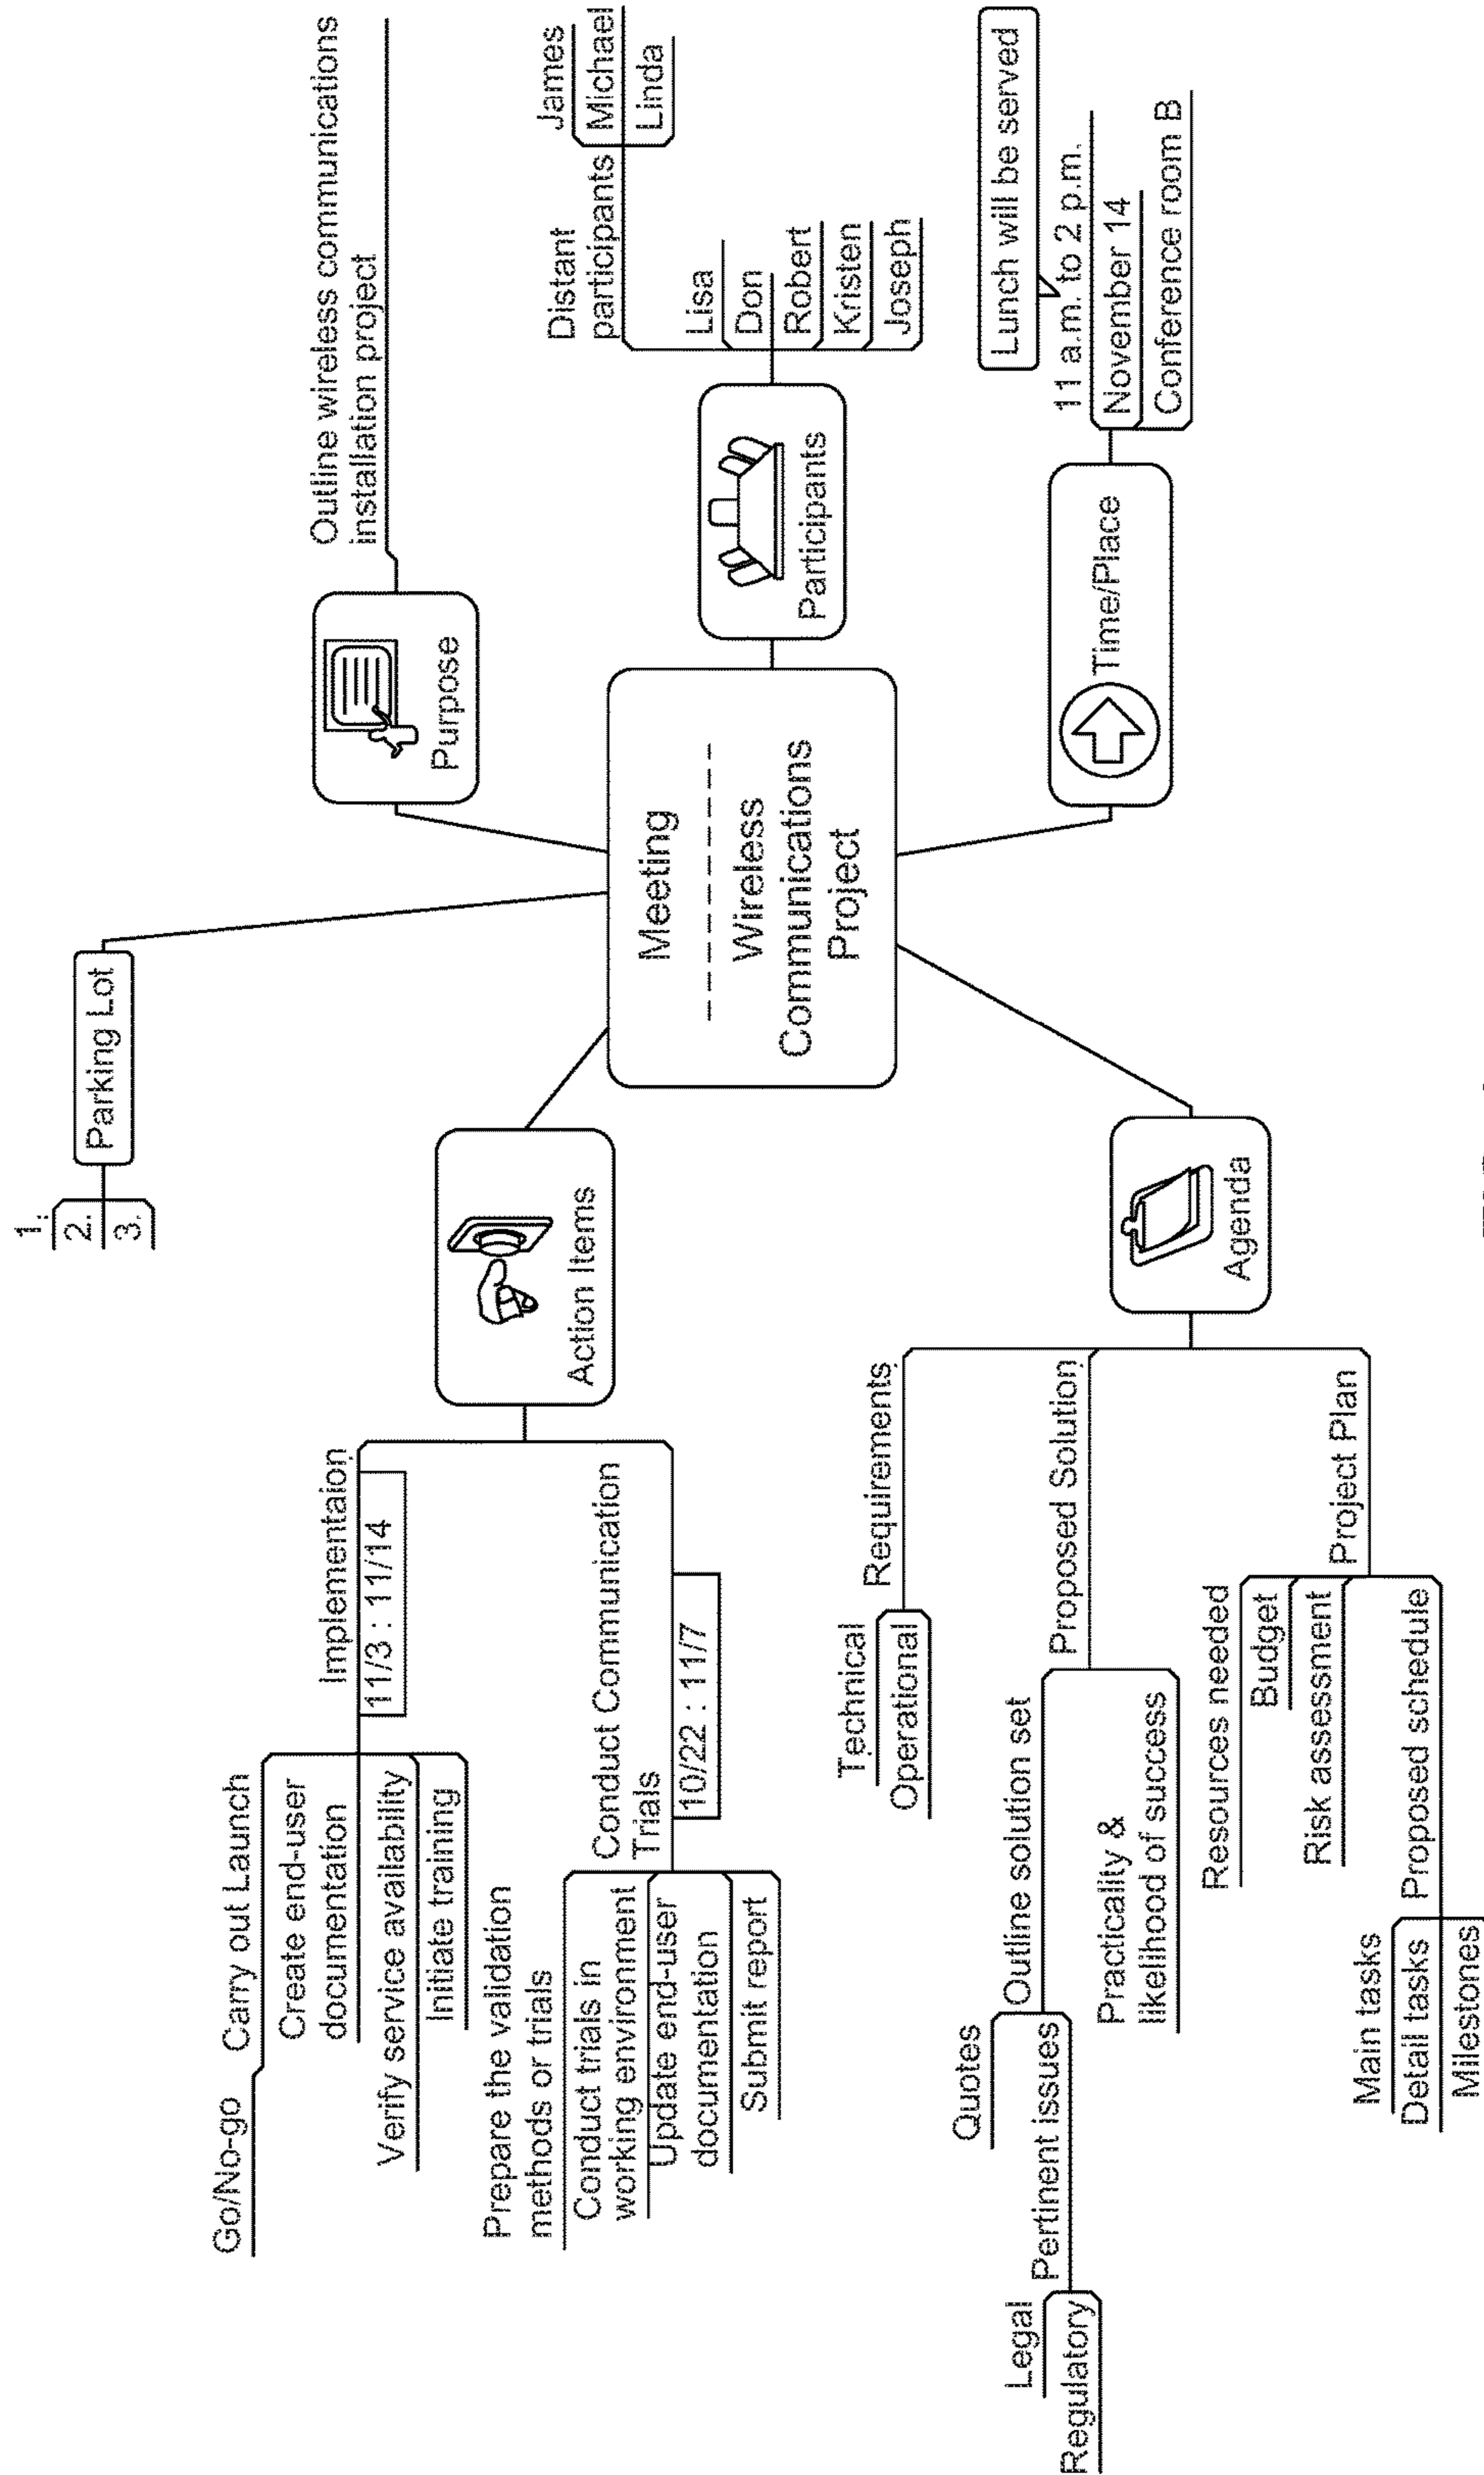 1.
2.
3.
Parking Lot
Go/No-go
Carry out Launch
Create end-user
documentation
Verify service availability
Initiate training
Implementaion
11/3 : 11/14
Prepare the validation
methods or trials
Conduct trials in
working environment
Update end-user
documentation
Submit report
Conduct Communication
Trials
10/22 : 11/7
Action Items
Purpose
Outline wireless communications
installation project
Meeting
Wireless
Communications
Project
Participants
Distant
participants
James
Michael
Linda
Lisa
Don
Robert
Kristen
Joseph
Time/Place
Lunch will be served
11 a.m. to 2 p.m.
November 14
Conference room B
Agenda
Requirements
Technical
Operational
Proposed Solution
Outline solution set
Quotes
Pertinent issues
Legal
Regulatory
Practicality &
likelihood of success
Project Plan
Resources needed
Budget
Risk assessment
Proposed schedule
Main tasks
Detail tasks
Milestones